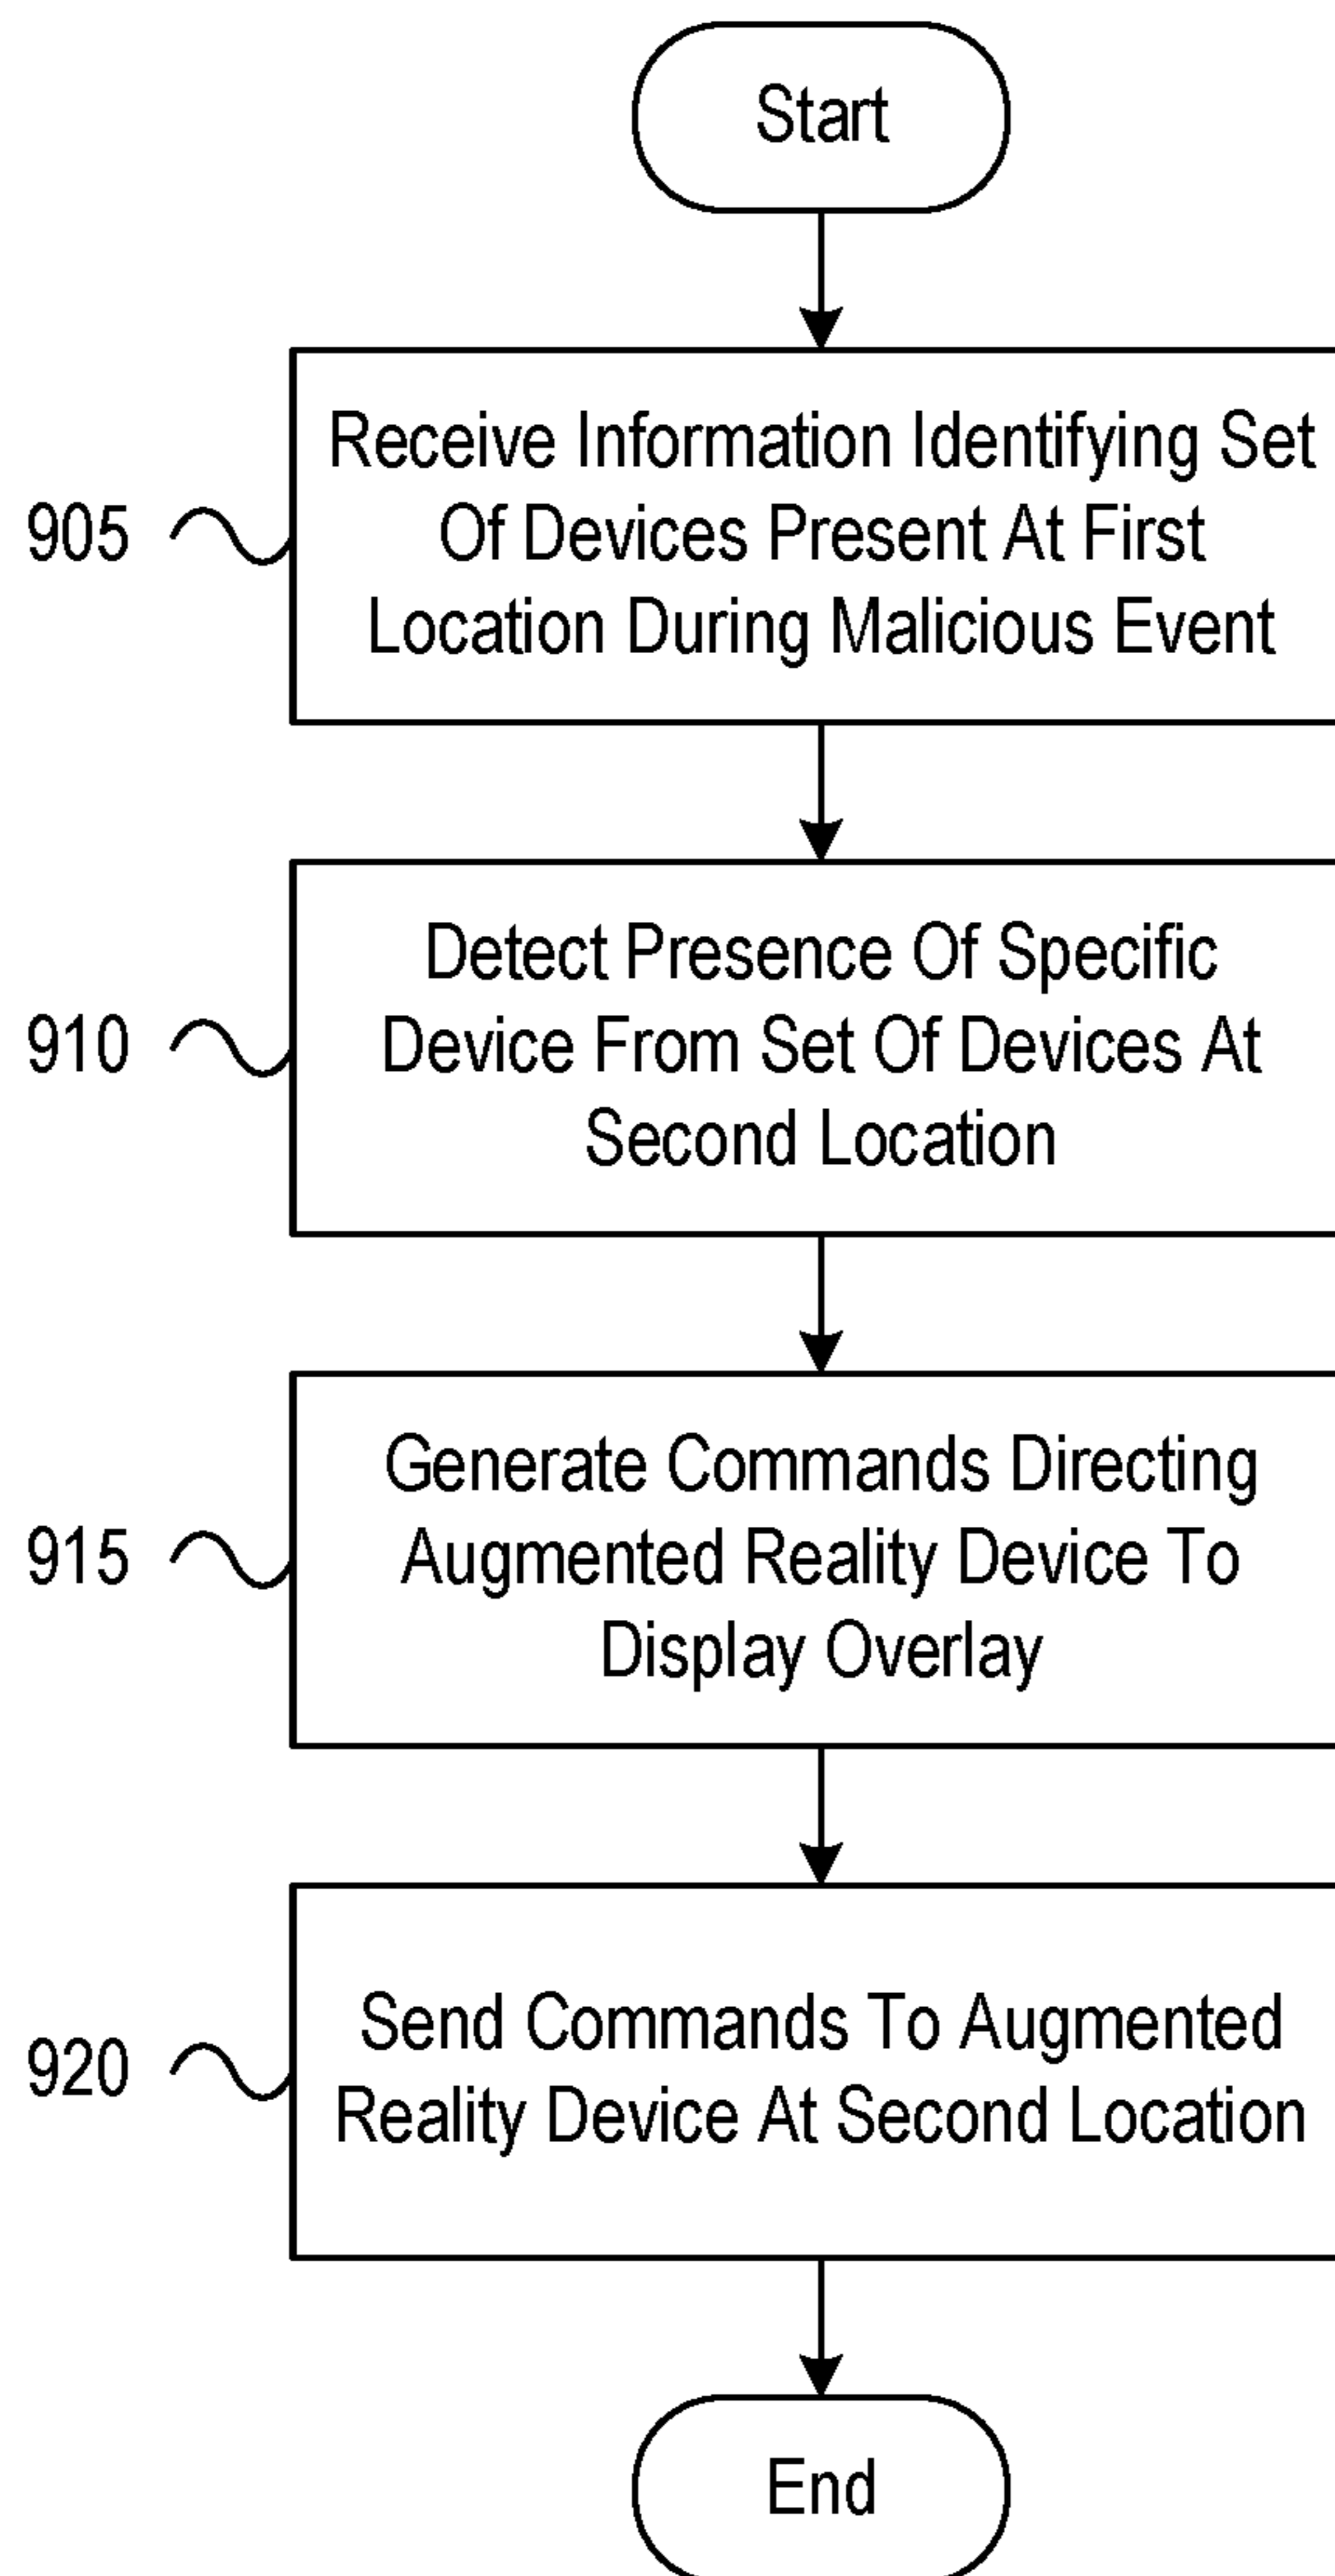 Start
905
Receive Information Identifying Set
Of Devices Present At First
Location During Malicious Event
910
Detect Presence Of Specific
Device From Set Of Devices At
Second Location
915
Generate Commands Directing
Augmented Reality Device To
Display Overlay
920
Send Commands To Augmented
Reality Device At Second Location
End